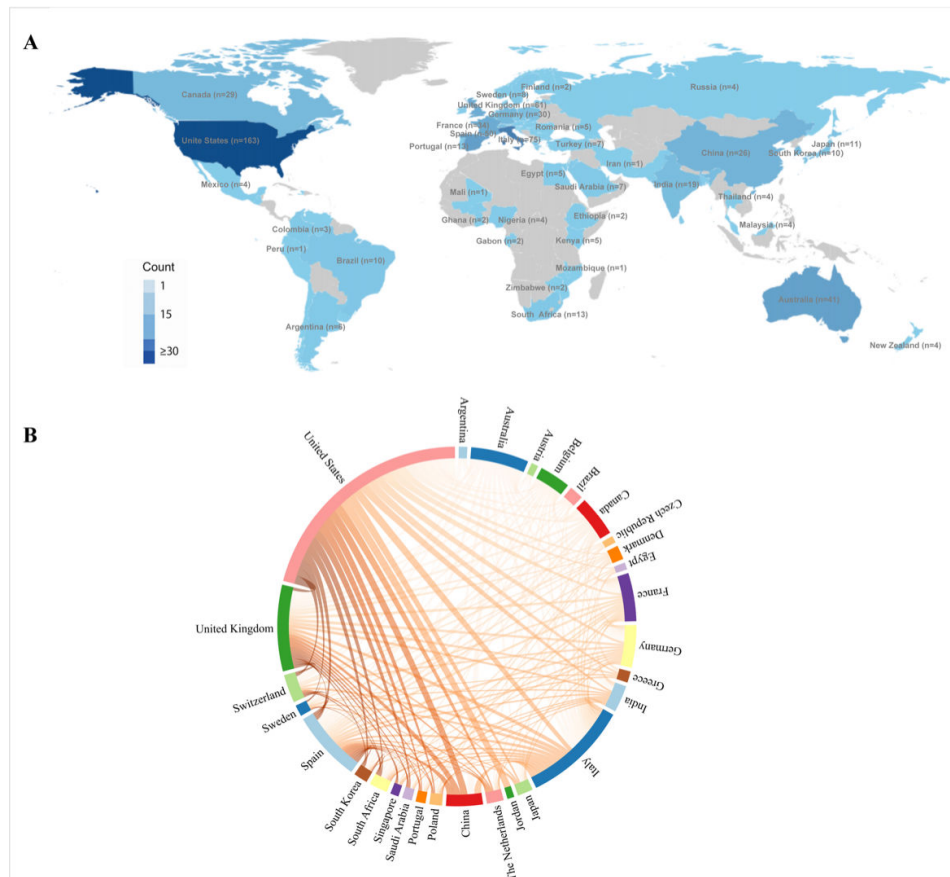 A
Canada (n=29)
United States (n=163)
Mexico (n=4)
Colombia (n=3)
Peru (n=1)
Brazil (n=10)
Argentina (n=6)
Finland (n=2)
Sweden
United Kingdom (n=61)
Germany (n=30)
France
Spain
Italy (n=75)
Portugal (n=13)
Romania (n=5)
Turkey (n=7)
Russia (n=4)
Iran (n=1)
Egypt (n=5)
Saudi Arabia (n=7)
Mali (n=1)
Ghana (n=2)
Nigeria (n=4)
Gabon (n=2)
Ethiopia (n=2)
Kenya (n=5)
Mozambique (n=1)
Zimbabwe (n=2)
South Africa (n=13)
China (n=26)
India
Japan (n=11)
South Korea (n=10)
Thailand (n=4)
Malaysia (n=4)
Australia (n=41)
New Zealand (n=4)
Count
1
15
≥30
B
Argentina
Australia
Austria
Belgium
Brazil
Canada
Czech Republic
Denmark
Egypt
France
Germany
Greece
India
Italy
Japan
Jordan
The Netherlands
China
Poland
Portugal
Saudi Arabia
Singapore
South Africa
South Korea
Spain
Sweden
Switzerland
United Kingdom
United States